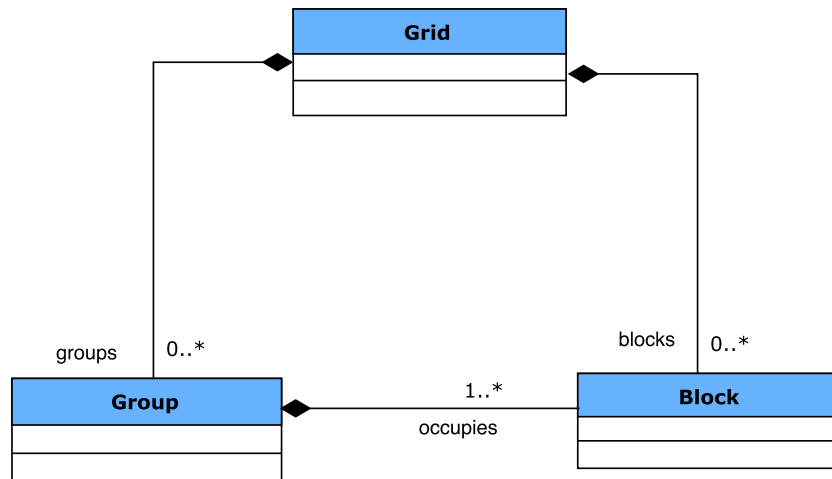 Grid
groups
0..*
blocks
0..*
Group
1..*
occupies
Block